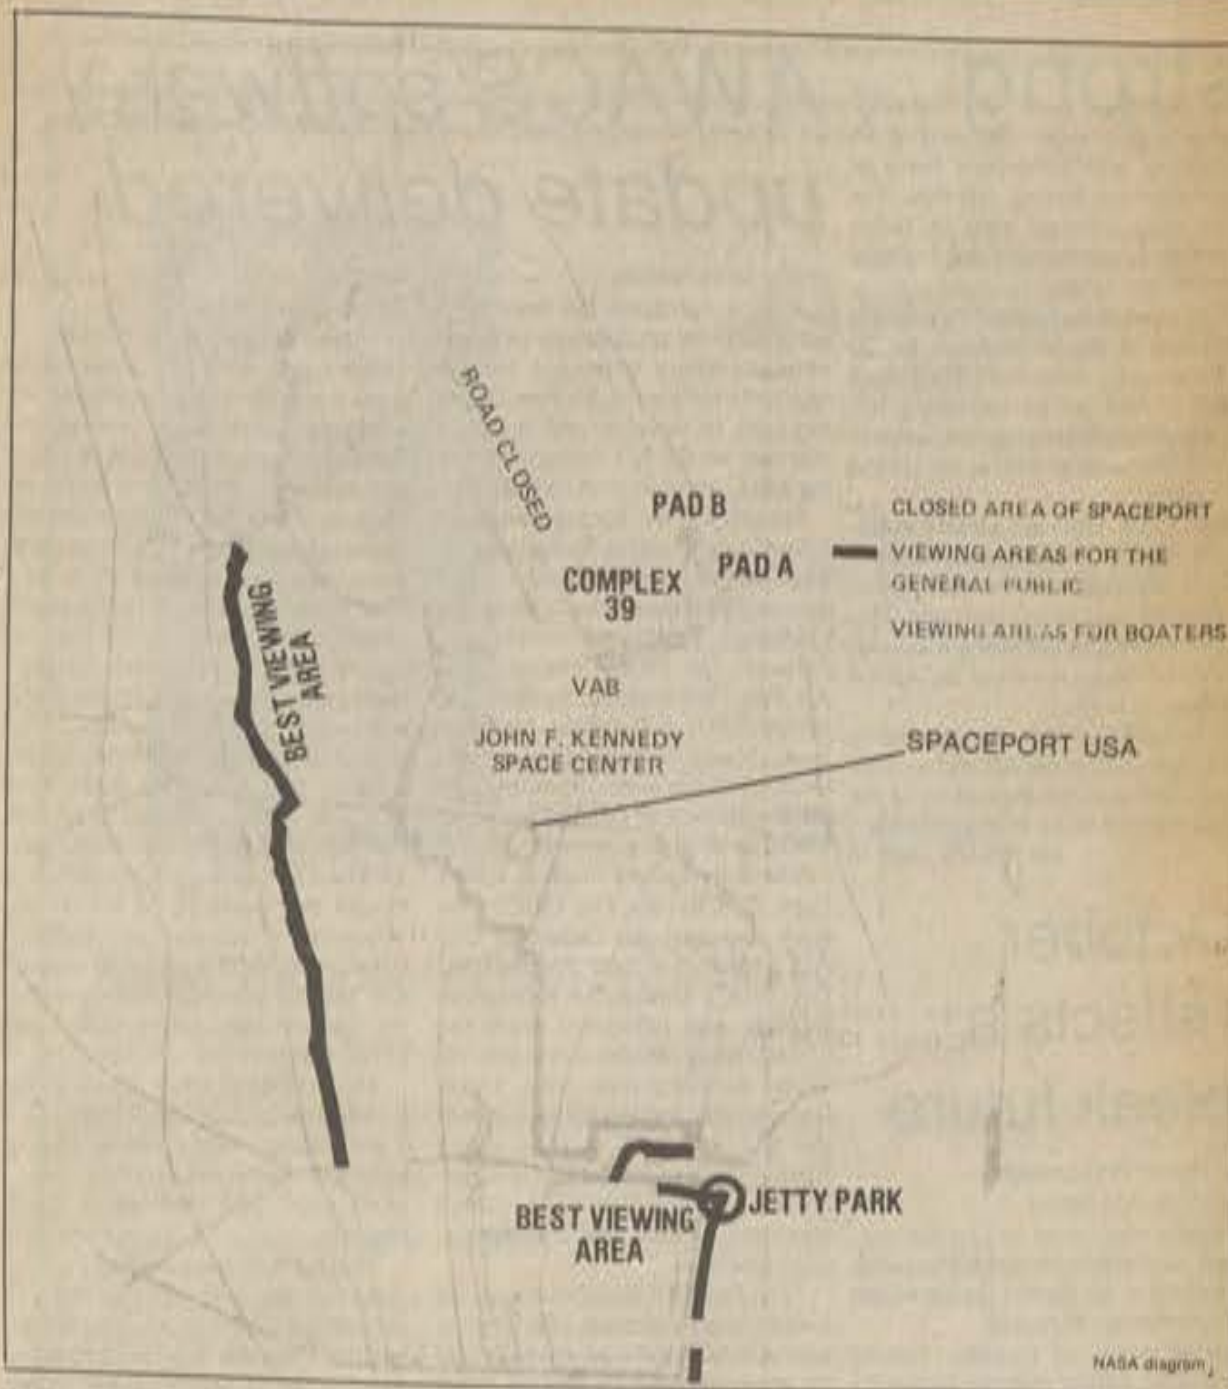 ROAD CLOSED
PAD B
PAD A
COMPLEX
39
CLOSED AREA OF SPACEPORT
VIEWING AREAS FOR THE
GENERAL PUBLIC
VIEWING AREAS FOR BOATERS
BEST VIEWING
AREA
VAB
JOHN F. KENNEDY
SPACE CENTER
SPACEPORT USA
BEST VIEWING
AREA
JETTY PARK
NASA diagram